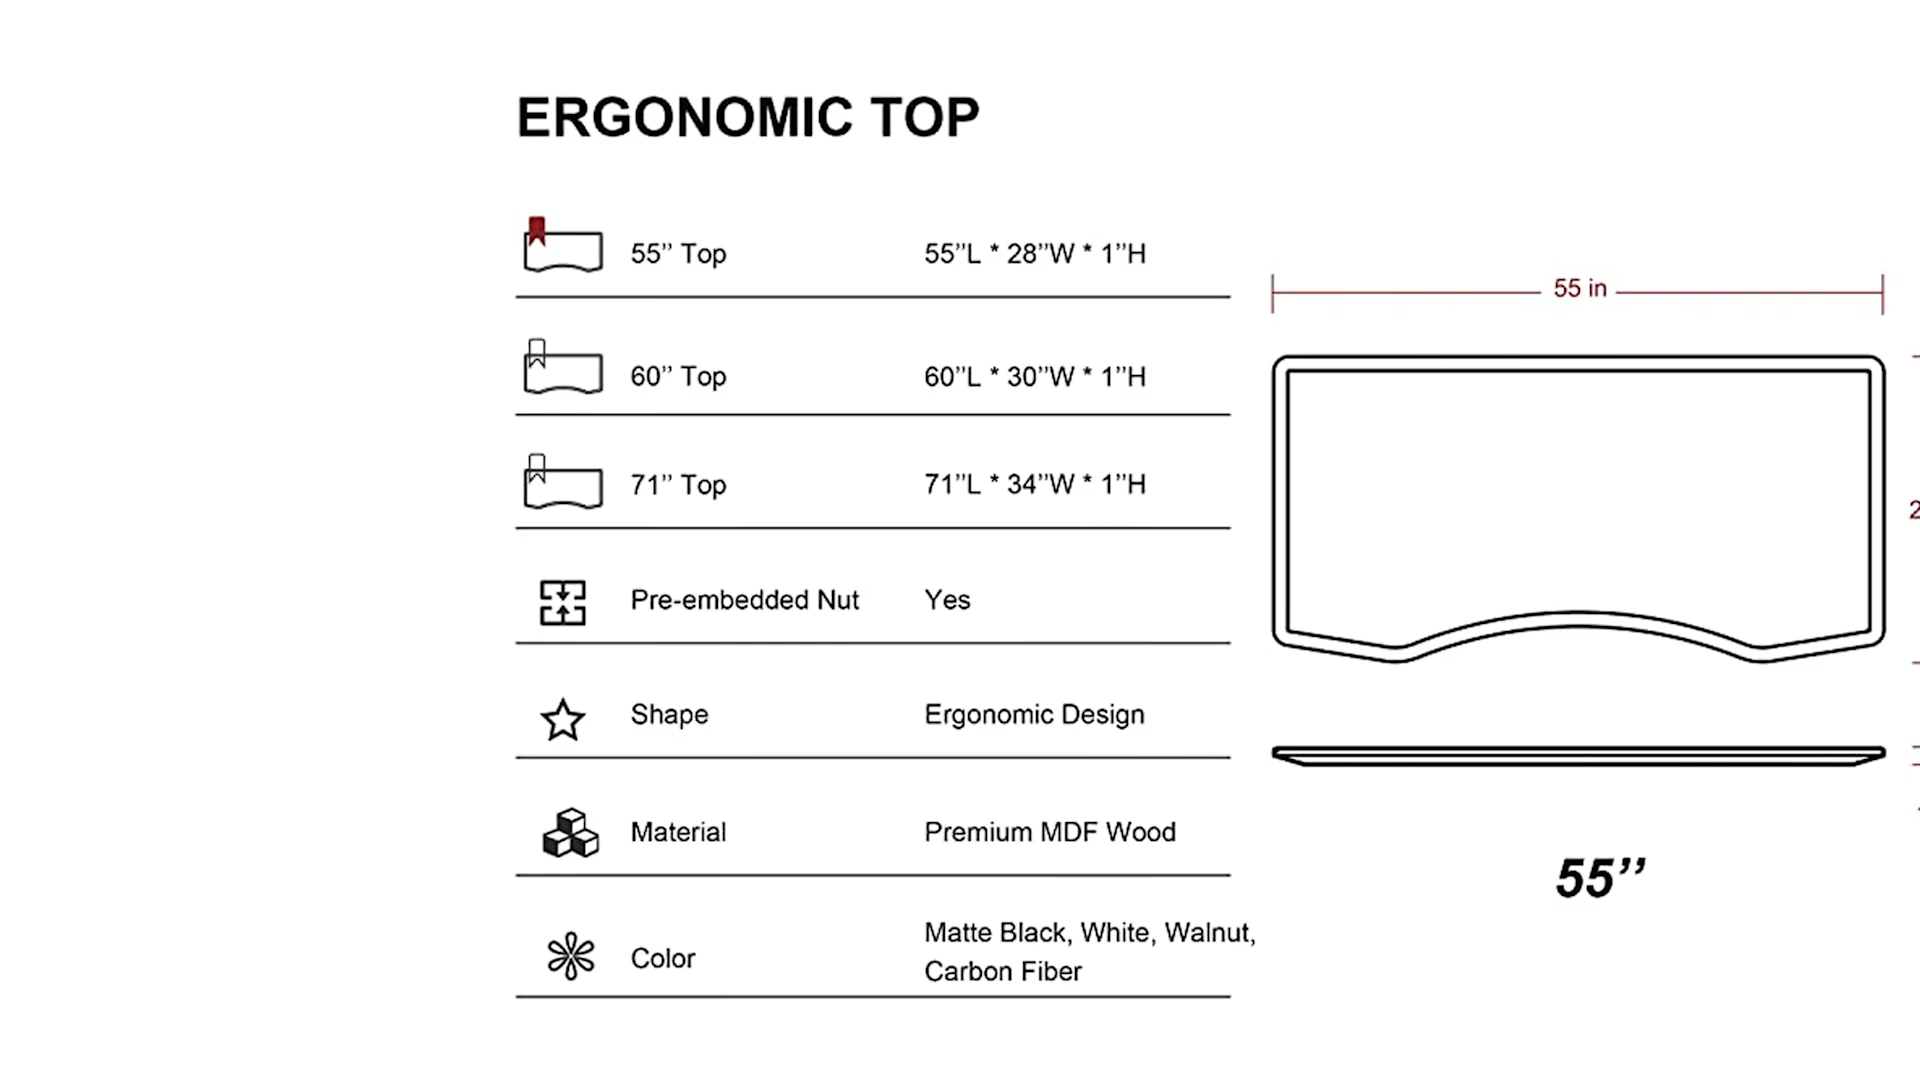 ERGONOMIC TOP
55’’ Top
55’’L * 28’’W * 1’’H
60’’ Top
60’’L * 30’’W * 1’’H
71’’ Top
71’’L * 34’’W * 1’’H
Pre-embedded Nut
Yes
Shape
Ergonomic Design
Material
Premium MDF Wood
Color
Matte Black, White, Walnut,
Carbon Fiber
55 in
55’’